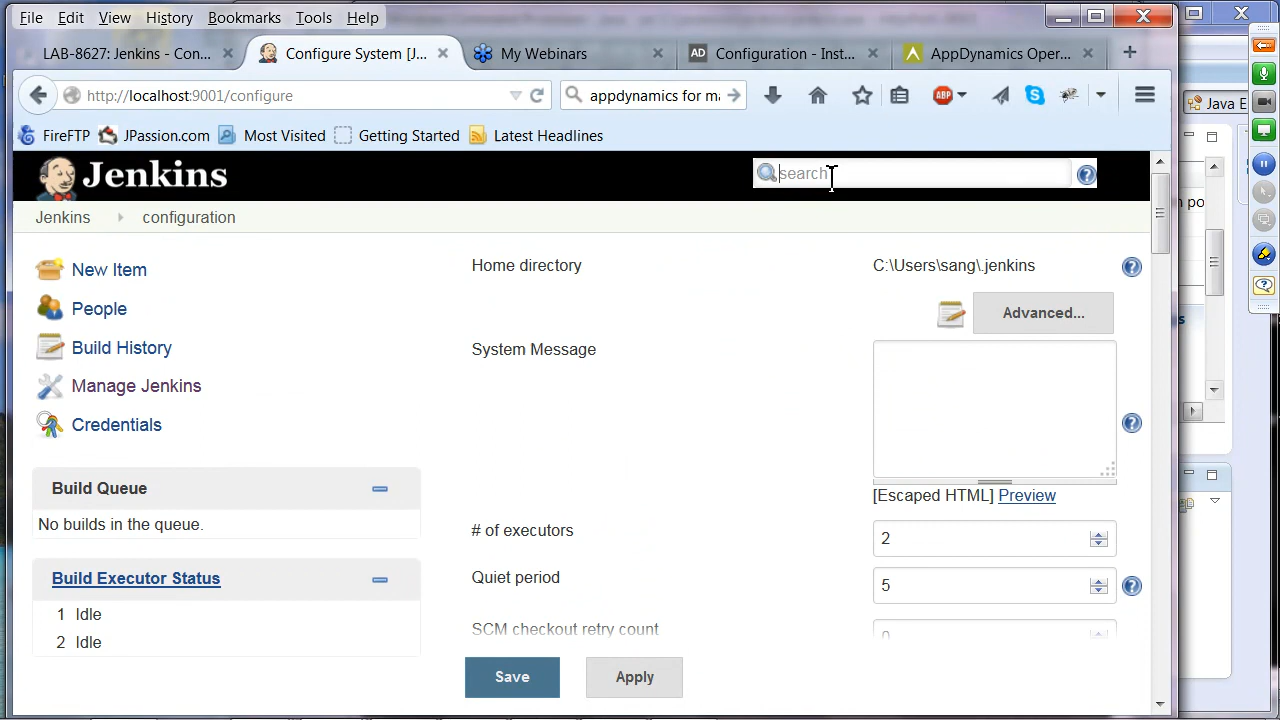 File Edit View History Bookmarks Tools Help
LAB-8627: Jenkins - Con... Configure System [J... My Webinars AD Configuration - Inst... AppDynamics Oper...
http://localhost:9001/configure appdynamics for ma
FireFTP JPassion.com Most Visited Getting Started Latest Headlines
Java E
Jenkins search
Jenkins configuration
New Item
People
Build History
Manage Jenkins
Credentials
Build Queue
No builds in the queue.
Build Executor Status
1 Idle
2 Idle
Home directory C:\Users\sang\.jenkins
Advanced...
System Message
[Escaped HTML] Preview
# of executors 2
Quiet period 5
SCM checkout retry count 0
Save Apply